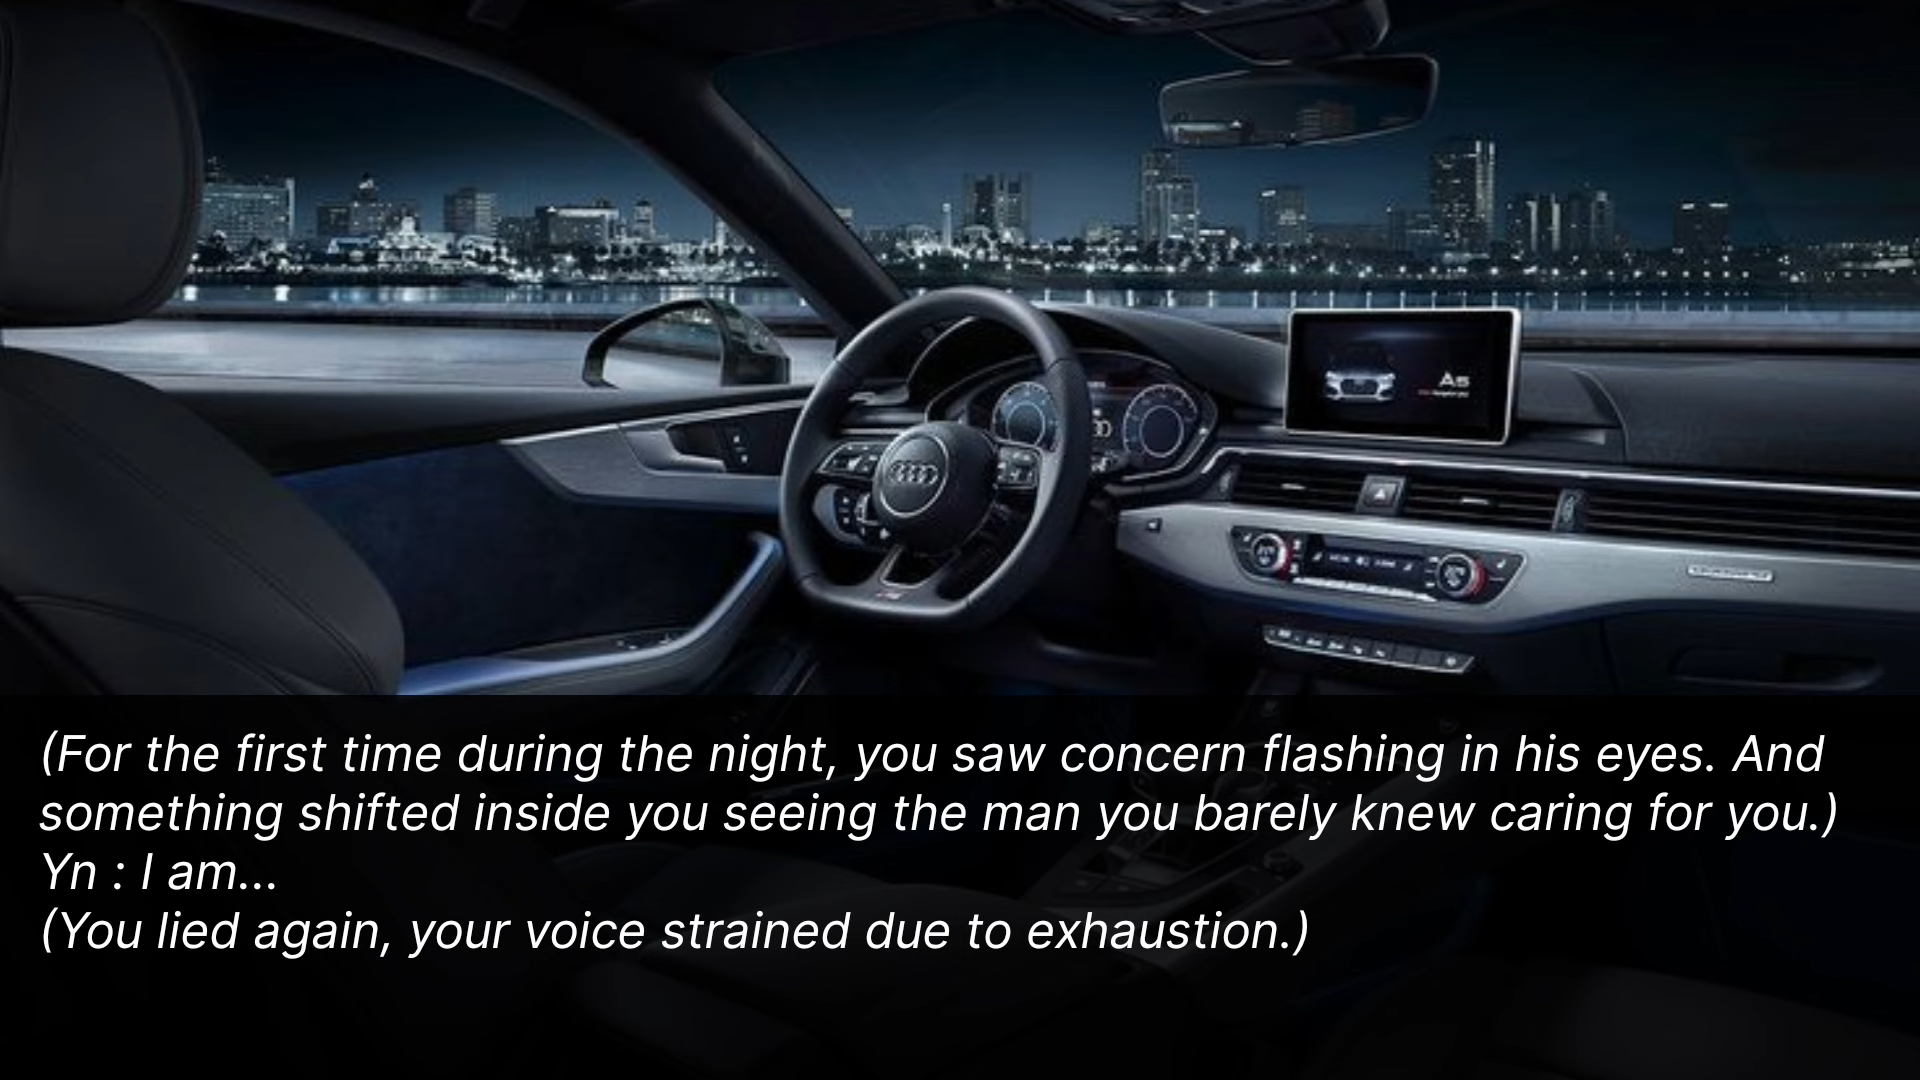 A5
(For the first time during the night, you saw concern flashing in his eyes. And
something shifted inside you seeing the man you barely knew caring for you.)
Yn : I am...
(You lied again, your voice strained due to exhaustion.)